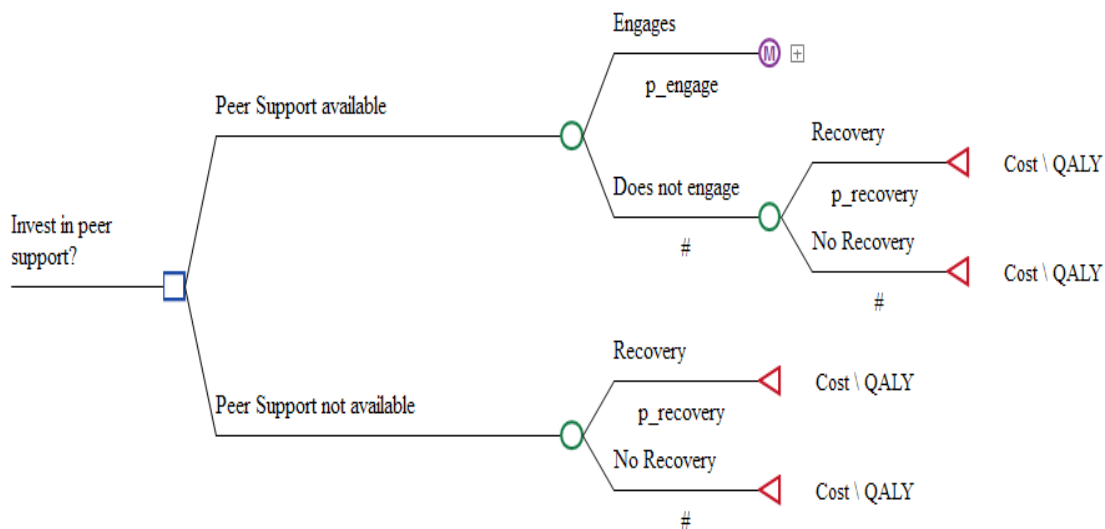 Engages
M
p_engage
Peer Support available
Recovery
Cost \ QALY
Does not engage
p_recovery
#
No Recovery
Cost \ QALY
#
Invest in peer
support?
Recovery
Cost \ QALY
Peer Support not available
p_recovery
No Recovery
Cost \ QALY
#